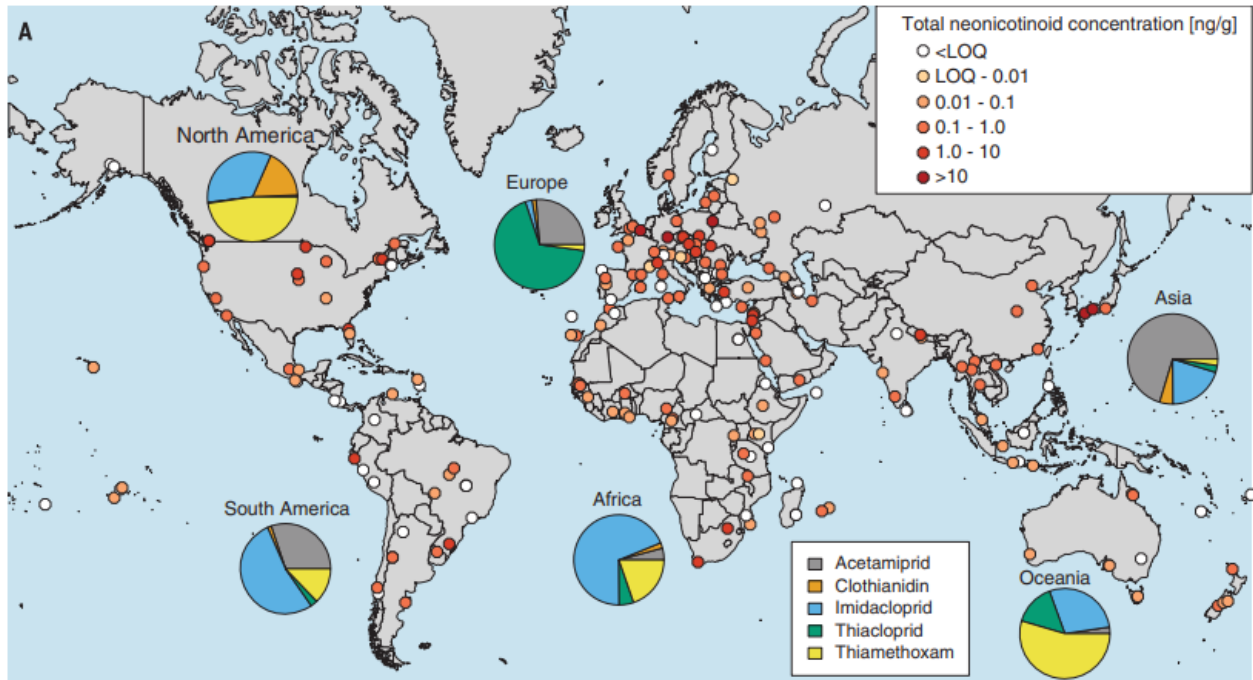 A
Total neonicotinoid concentration [ng/g]
<LOQ
LOQ - 0.01
0.01 - 0.1
0.1 - 1.0
1.0 - 10
>10
North America
Europe
Asia
South America
Africa
Oceania
Acetamiprid
Clothianidin
Imidacloprid
Thiacloprid
Thiamethoxam